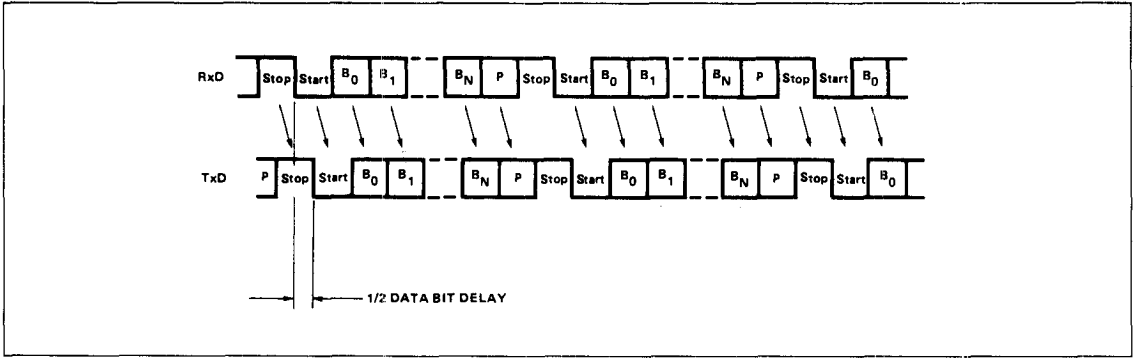 RxD Stop Start B0 B1 BN P Stop Start B0 B1 BN P Stop Start B0
TxD P Stop Start B0 B1 BN P Stop Start B0 B1 BN P Stop Start B0
1/2 DATA BIT DELAY